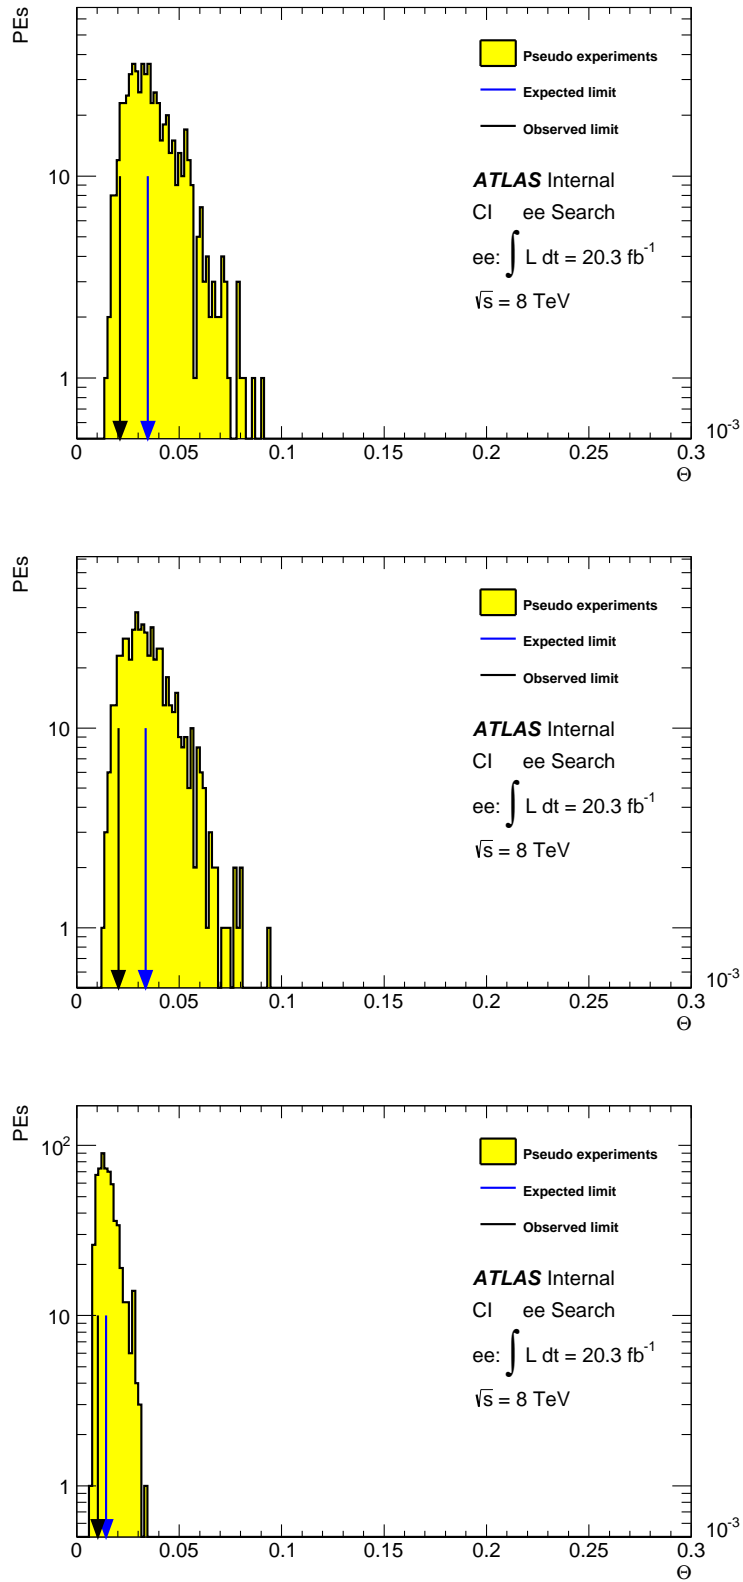 PEs
Pseudo experiments
Expected limit
Observed limit
10
ATLAS Internal
CI ee Search
ee: ∫ L dt = 20.3 fb⁻¹
√s = 8 TeV
1
10⁻³
0 0.05 0.1 0.15 0.2 0.25 0.3
Θ
PEs
Pseudo experiments
Expected limit
Observed limit
10
ATLAS Internal
CI ee Search
ee: ∫ L dt = 20.3 fb⁻¹
√s = 8 TeV
1
10⁻³
0 0.05 0.1 0.15 0.2 0.25 0.3
Θ
PEs
10²
Pseudo experiments
Expected limit
Observed limit
ATLAS Internal
10
CI ee Search
ee: ∫ L dt = 20.3 fb⁻¹
√s = 8 TeV
1
10⁻³
0 0.05 0.1 0.15 0.2 0.25 0.3
Θ